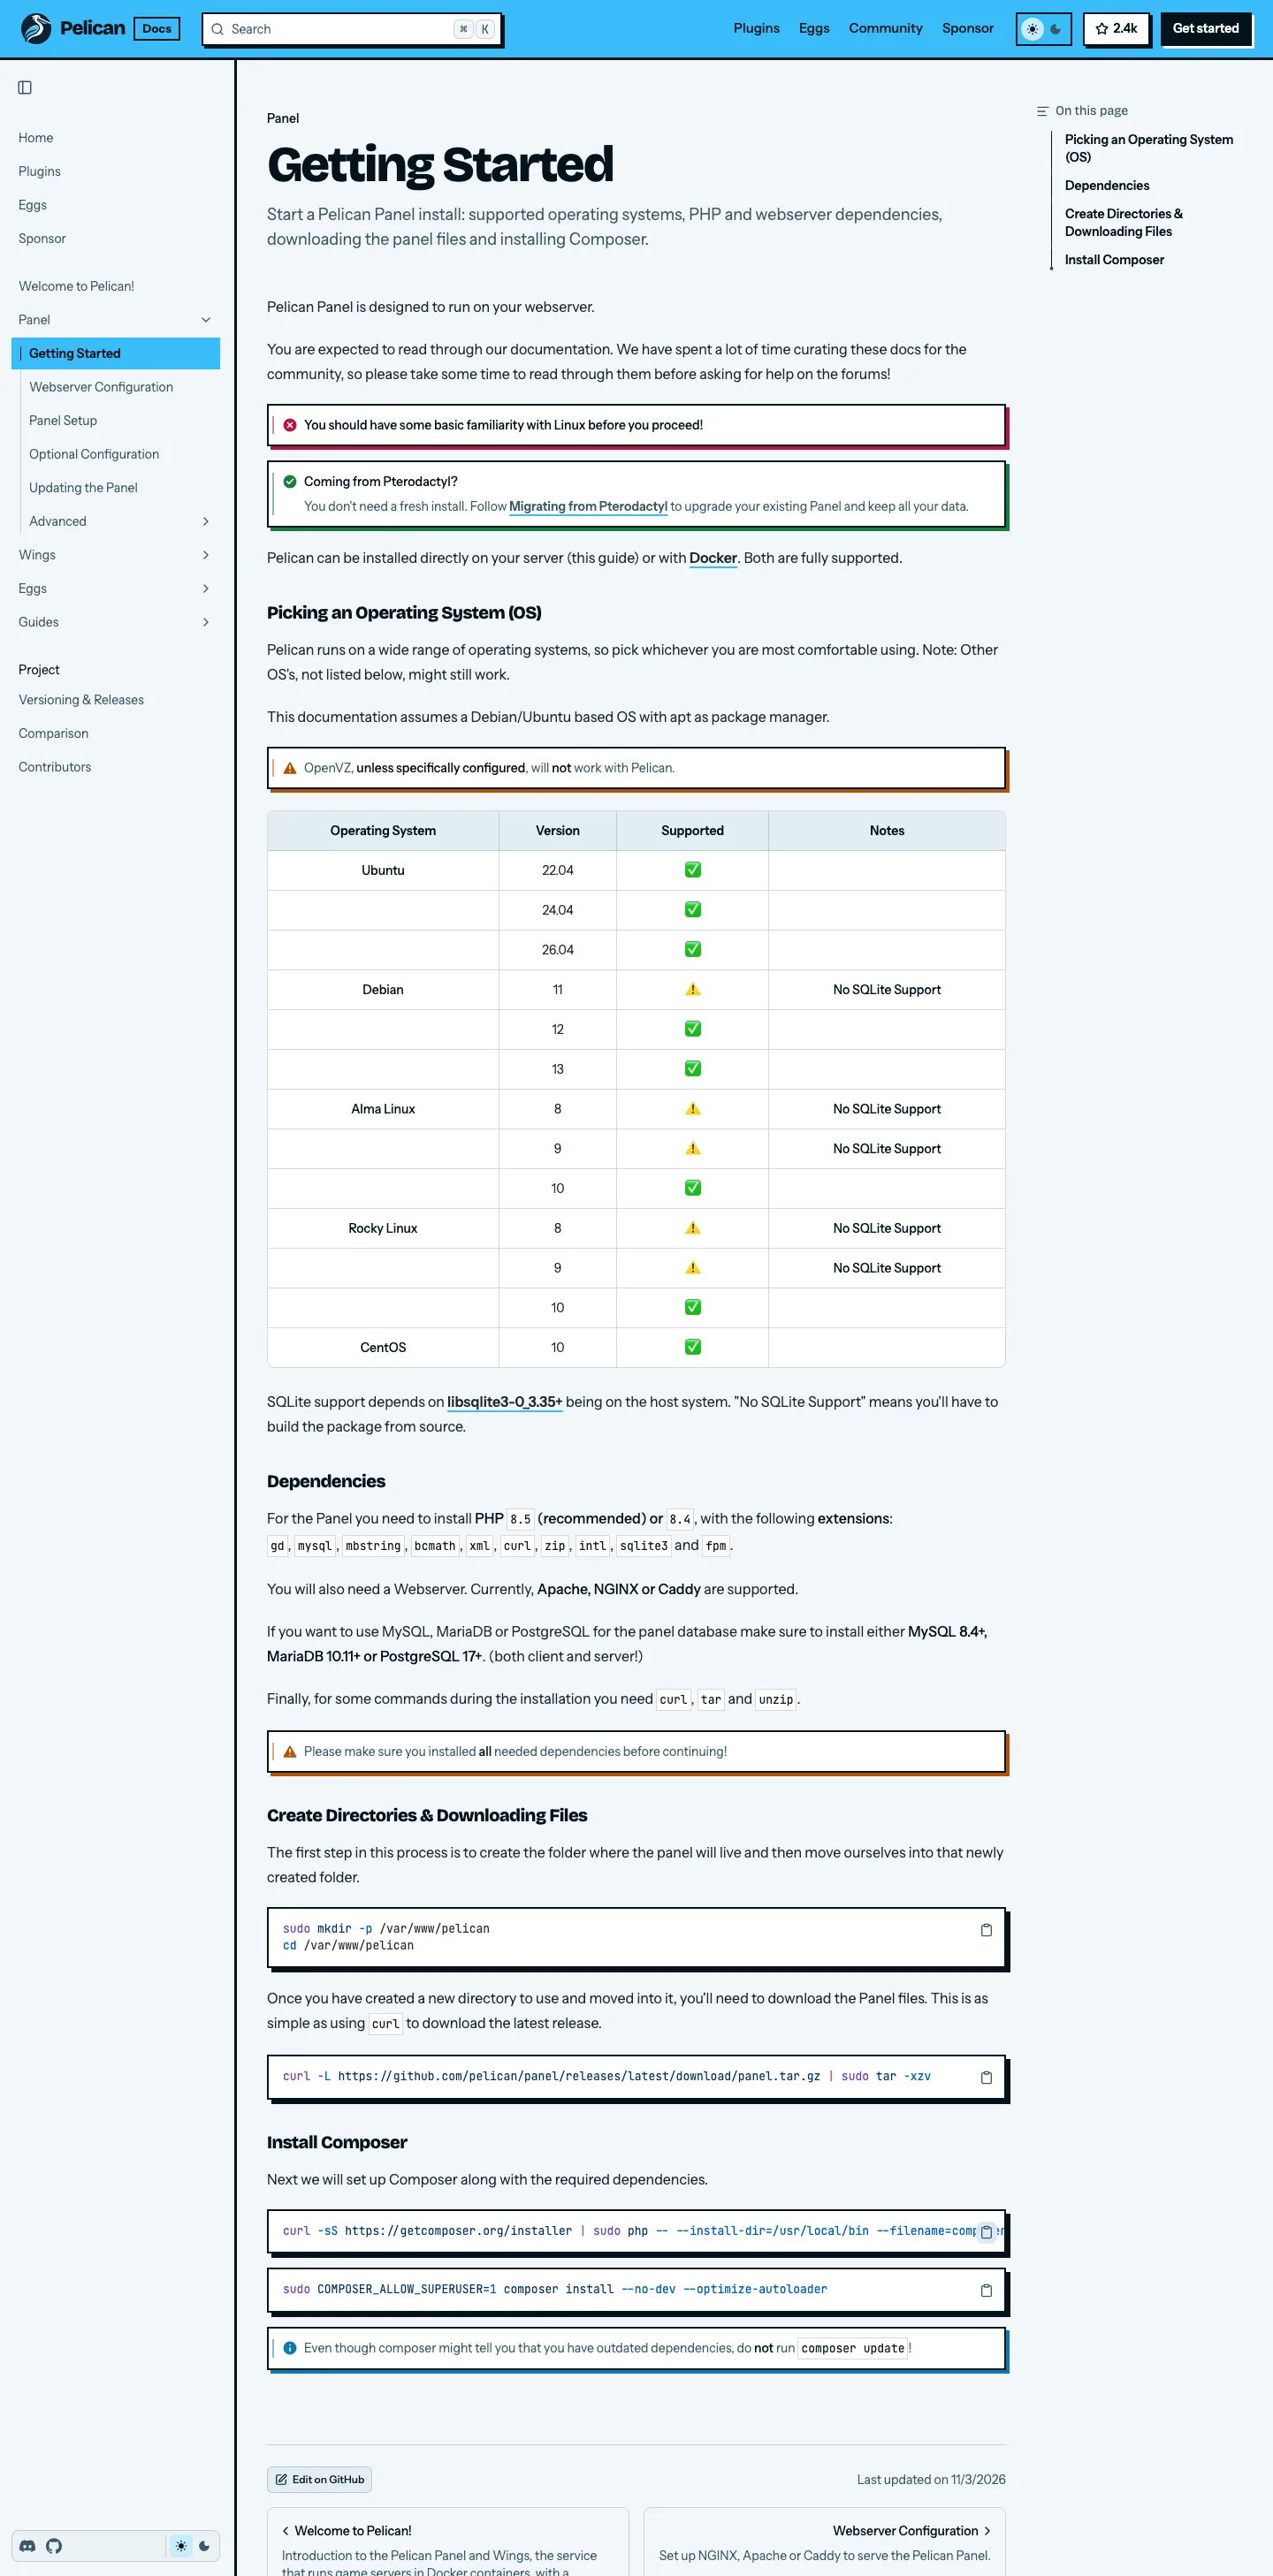 Pelican Docs
Search ⌘ K
Plugins Eggs Community Sponsor
2.4k
Get started
Home
Plugins
Eggs
Sponsor
Welcome to Pelican!
Panel
Getting Started
Webserver Configuration
Panel Setup
Optional Configuration
Updating the Panel
Advanced
Wings
Eggs
Guides
Project
Versioning & Releases
Comparison
Contributors
Panel
Getting Started
Start a Pelican Panel install: supported operating systems, PHP and webserver dependencies,
downloading the panel files and installing Composer.
Pelican Panel is designed to run on your webserver.
You are expected to read through our documentation. We have spent a lot of time curating these docs for the
community, so please take some time to read through them before asking for help on the forums!
You should have some basic familiarity with Linux before you proceed!
Coming from Pterodactyl?
You don't need a fresh install. Follow Migrating from Pterodactyl to upgrade your existing Panel and keep all your data.
Pelican can be installed directly on your server (this guide) or with Docker. Both are fully supported.
Picking an Operating System (OS)
Pelican runs on a wide range of operating systems, so pick whichever you are most comfortable using. Note: Other
OS's, not listed below, might still work.
This documentation assumes a Debian/Ubuntu based OS with apt as package manager.
OpenVZ, unless specifically configured, will not work with Pelican.
Operating System Version Supported Notes
Ubuntu 22.04 ✅
24.04 ✅
26.04 ✅
Debian 11 ⚠️ No SQLite Support
12 ✅
13 ✅
Alma Linux 8 ⚠️ No SQLite Support
9 ⚠️ No SQLite Support
10 ✅
Rocky Linux 8 ⚠️ No SQLite Support
9 ⚠️ No SQLite Support
10 ✅
CentOS 10 ✅
SQLite support depends on libsqlite3-0_3.35+ being on the host system. "No SQLite Support" means you'll have to
build the package from source.
Dependencies
For the Panel you need to install PHP 8.5 (recommended) or 8.4, with the following extensions:
gd, mysql, mbstring, bcmath, xml, curl, zip, intl, sqlite3 and fpm.
You will also need a Webserver. Currently, Apache, NGINX or Caddy are supported.
If you want to use MySQL, MariaDB or PostgreSQL for the panel database make sure to install either MySQL 8.4+,
MariaDB 10.11+ or PostgreSQL 17+. (both client and server!)
Finally, for some commands during the installation you need curl, tar and unzip.
Please make sure you installed all needed dependencies before continuing!
Create Directories & Downloading Files
The first step in this process is to create the folder where the panel will live and then move ourselves into that newly
created folder.
sudo mkdir -p /var/www/pelican
cd /var/www/pelican
Once you have created a new directory to use and moved into it, you'll need to download the Panel files. This is as
simple as using curl to download the latest release.
curl -L https://github.com/pelican/panel/releases/latest/download/panel.tar.gz | sudo tar -xzv
Install Composer
Next we will set up Composer along with the required dependencies.
curl -sS https://getcomposer.org/installer | sudo php -- --install-dir=/usr/local/bin
sudo COMPOSER_ALLOW_SUPERUSER=1 composer install --no-dev --optimize-autoloader
Even though composer might tell you that you have outdated dependencies, do not run composer update!
Edit on GitHub
Last updated on 11/3/2026
Welcome to Pelican!
Introduction to the Pelican Panel and Wings, the service
that runs game servers in Docker containers, with a
Webserver Configuration
Set up NGINX, Apache or Caddy to serve the Pelican Panel.
On this page
Picking an Operating System
(OS)
Dependencies
Create Directories &
Downloading Files
Install Composer